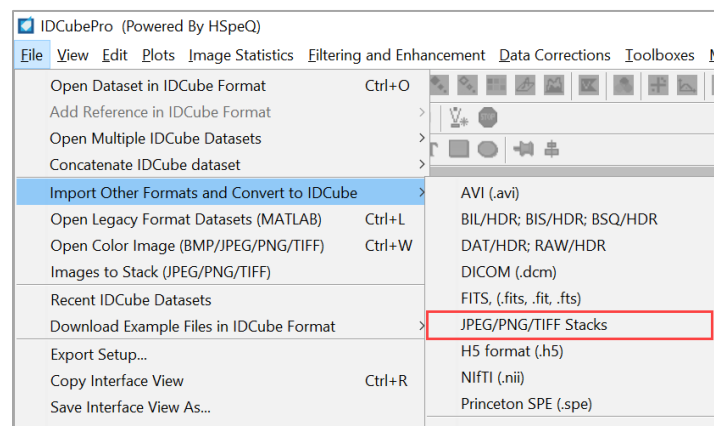 IDCubePro (Powered By HSpeQ)
File View Edit Plots Image Statistics Filtering and Enhancement Data Corrections Toolboxes
Open Dataset in IDCube Format Ctrl+O
Add Reference in IDCube Format
Open Multiple IDCube Datasets
Concatenate IDCube dataset
Import Other Formats and Convert to IDCube
Open Legacy Format Datasets (MATLAB) Ctrl+L
Open Color Image (BMP/JPEG/PNG/TIFF) Ctrl+W
Images to Stack (JPEG/PNG/TIFF)
Recent IDCube Datasets
Download Example Files in IDCube Format
Export Setup...
Copy Interface View Ctrl+R
Save Interface View As...
AVI (.avi)
BIL/HDR; BIS/HDR; BSQ/HDR
DAT/HDR; RAW/HDR
DICOM (.dcm)
FITS, (.fits, .fit, .fts)
JPEG/PNG/TIFF Stacks
H5 format (.h5)
NIfTI (.nii)
Princeton SPE (.spe)